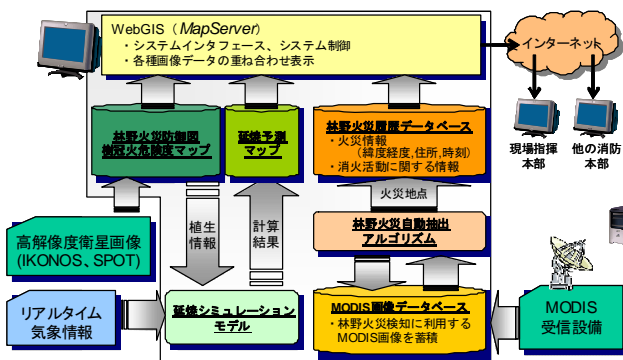 WebGIS（MapServer）
・システムインタフェース、システム制御
・各種画像データの重ね合わせ表示
インターネット
林野火災防御図
樹冠火危険度マップ
延焼予測
マップ
林野火災履歴データベース
・火災情報
（緯度経度,住所,時刻）
・消火活動に関する情報
現場指揮
本部
他の消防
本部
火災地点
植生
情報
計算
結果
林野火災自動抽出
アルゴリズム
高解像度衛星画像
(IKONOS、SPOT)
リアルタイム
気象情報
延焼シミュレーション
モデル
MODIS画像データベース
・林野火災検知に利用する
MODIS画像を蓄積
MODIS
受信設備